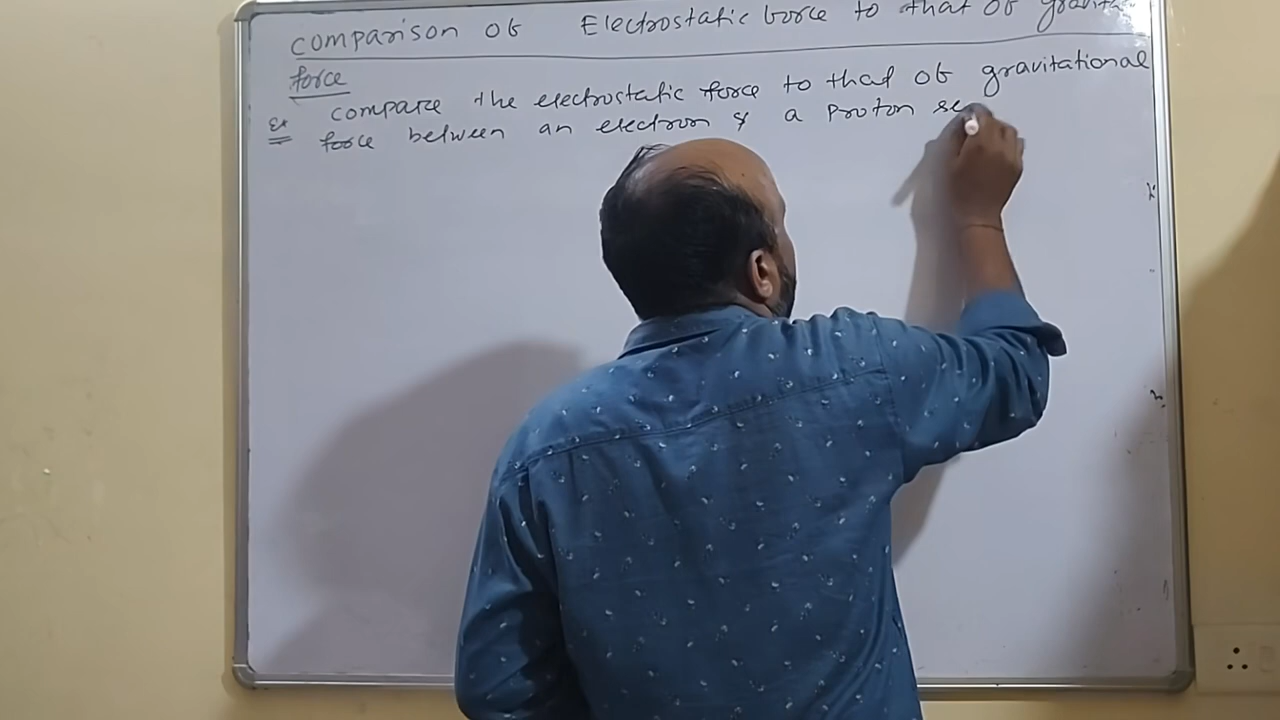 comparison of Electrostatic force to that of
force
Ex compare the electrostatic force to that of gravitational
force between an electron & a proton se